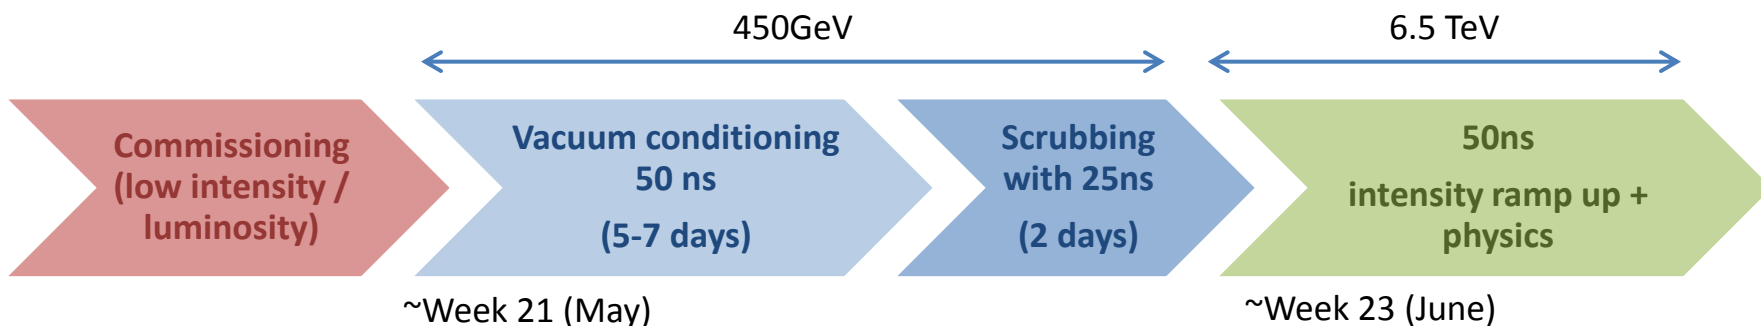 450GeV
6.5 TeV
Commissioning
(low intensity /
luminosity)
Vacuum conditioning
50 ns
(5-7 days)
Scrubbing
with 25ns
(2 days)
50ns
intensity ramp up +
physics
~Week 21 (May)
~Week 23 (June)